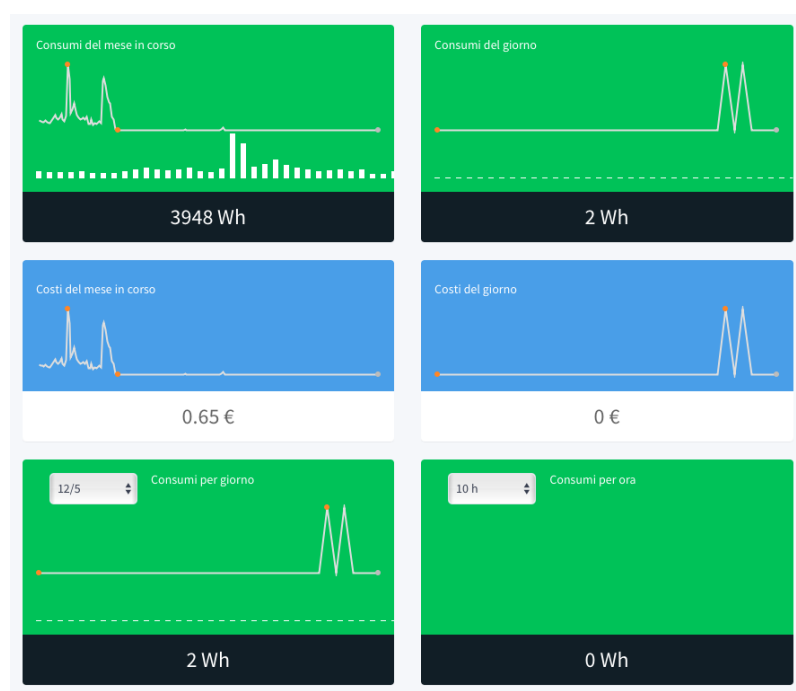 Consumi del mese in corso
3948 Wh
Consumi del giorno
2 Wh
Costi del mese in corso
0.65 €
Costi del giorno
0 €
12/5
Consumi per giorno
2 Wh
10 h
Consumi per ora
0 Wh